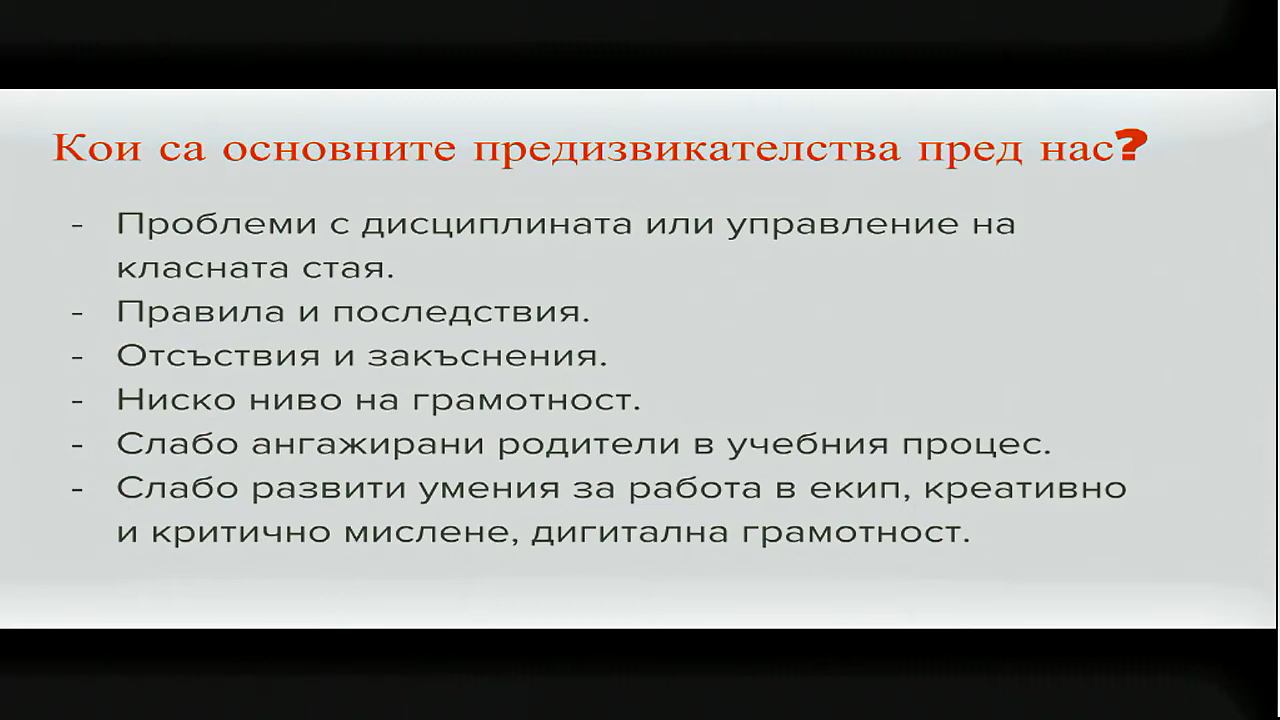 Кои са основните предизвикателства пред нас?
- Проблеми с дисциплината или управление на
класната стая.
- Правила и последствия.
- Отсъствия и закъснения.
- Ниско ниво на грамотност.
- Слабо ангажирани родители в учебния процес.
- Слабо развити умения за работа в екип, креативно
и критично мислене, дигитална грамотност.